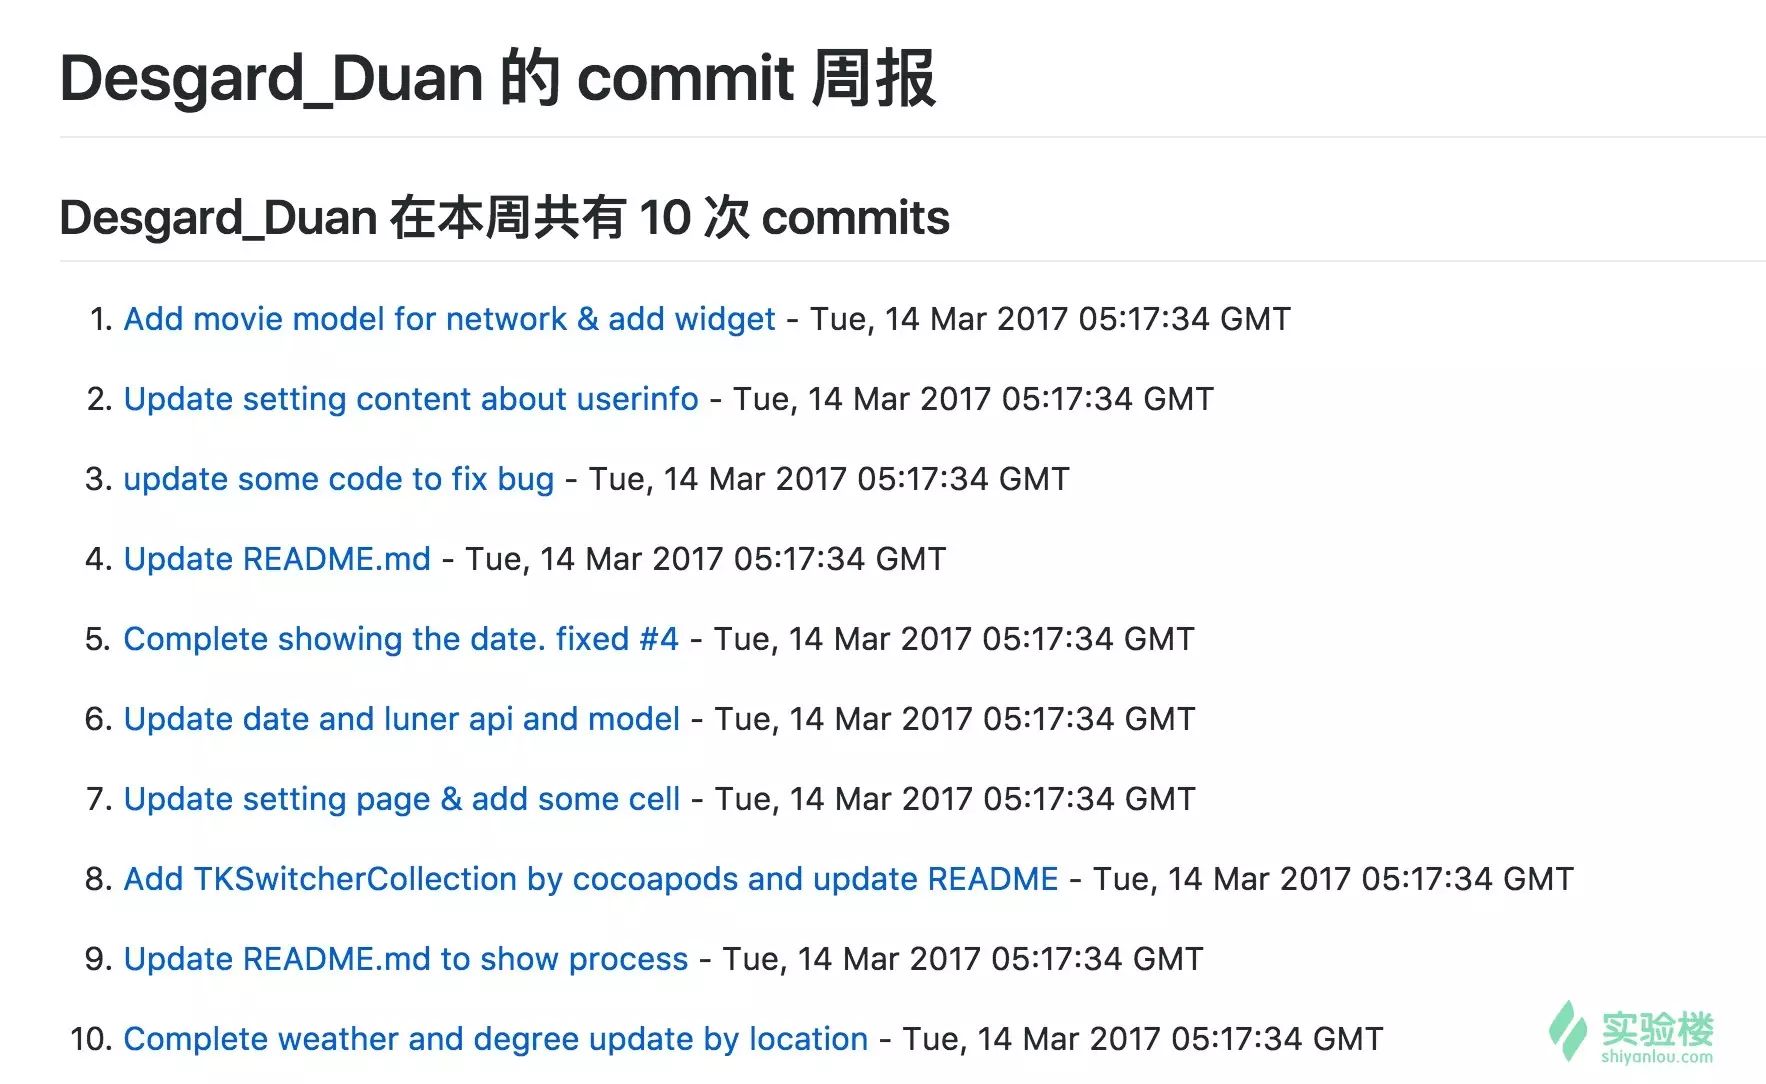 Desgard_Duan 的 commit 周报
Desgard_Duan 在本周共有 10 次 commits
1. Add movie model for network & add widget - Tue, 14 Mar 2017 05:17:34 GMT
2. Update setting content about userinfo - Tue, 14 Mar 2017 05:17:34 GMT
3. update some code to fix bug - Tue, 14 Mar 2017 05:17:34 GMT
4. Update README.md - Tue, 14 Mar 2017 05:17:34 GMT
5. Complete showing the date. fixed #4 - Tue, 14 Mar 2017 05:17:34 GMT
6. Update date and luner api and model - Tue, 14 Mar 2017 05:17:34 GMT
7. Update setting page & add some cell - Tue, 14 Mar 2017 05:17:34 GMT
8. Add TKSwitcherCollection by cocoapods and update README - Tue, 14 Mar 2017 05:17:34 GMT
9. Update README.md to show process - Tue, 14 Mar 2017 05:17:34 GMT
10. Complete weather and degree update by location - Tue, 14 Mar 2017 05:17:34 GMT
实验楼
shiyanlou.com